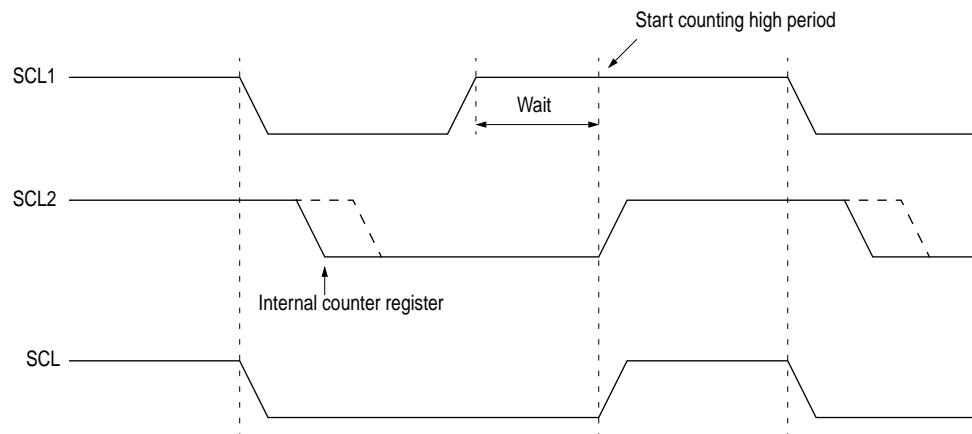 Start counting high period
SCL1
Wait
SCL2
Internal counter register
SCL